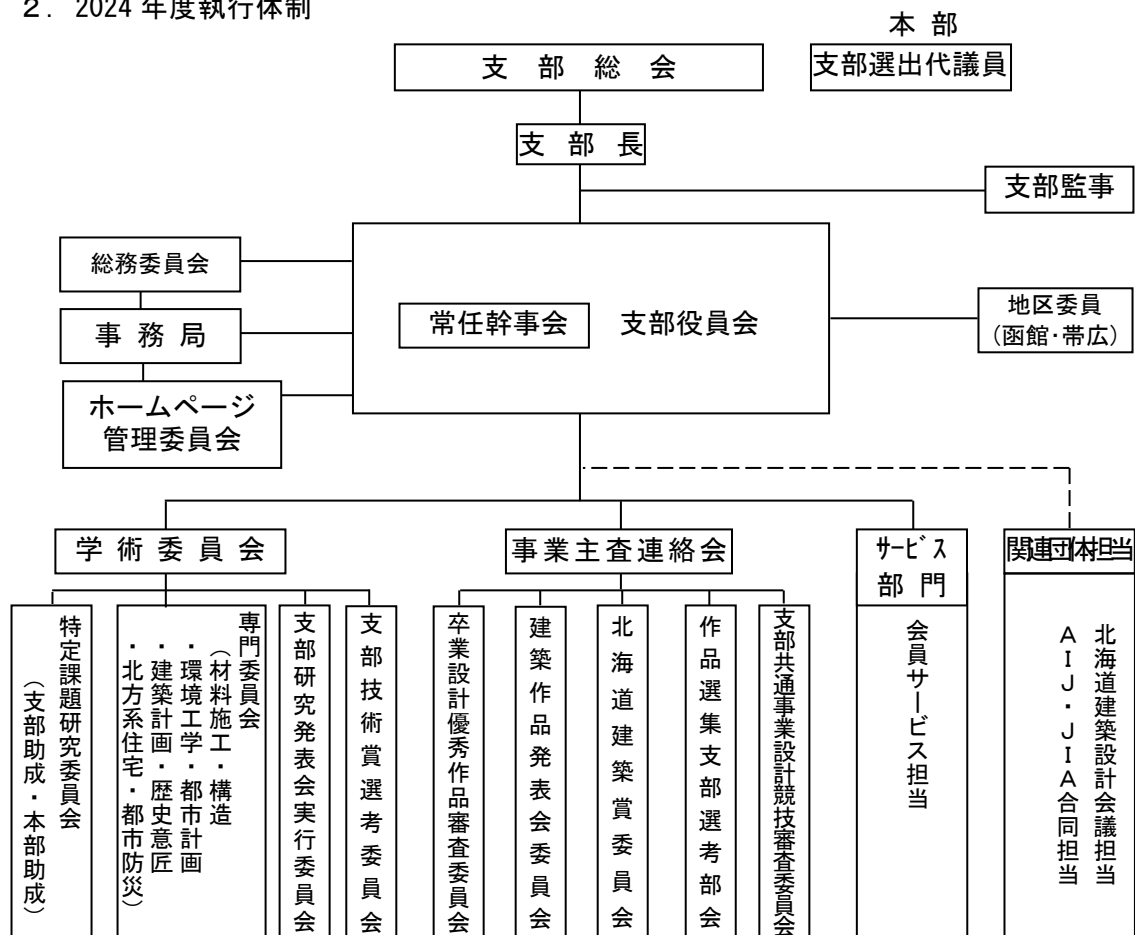 ２．2024 年度執行体制
本 部
支部選出代議員
支 部 総 会
支 部 長
支部監事
総務委員会
事 務 局
ホームページ
管理委員会
常任幹事会
支部役員会
地区委員
(函館・帯広)
学 術 委 員 会
特定課題研究委員会
（支部助成・本部助成）
専門委員会
（材料施工・構造
・環境工学・都市計画
・建築計画・歴史意匠
・北方系住宅・都市防災）
支部研究発表会実行委員会
支部技術賞選考委員会
事業主査連絡会
卒業設計優秀作品審査委員会
建築作品発表会委員会
北海道建築賞委員会
作品選集支部選考部会
支部共通事業設計競技審査委員会
サービス
部 門
会員サービス担当
関連団体担当
北海道建築設計会議担当
ＡＩＪ・ＪＩＡ合同担当